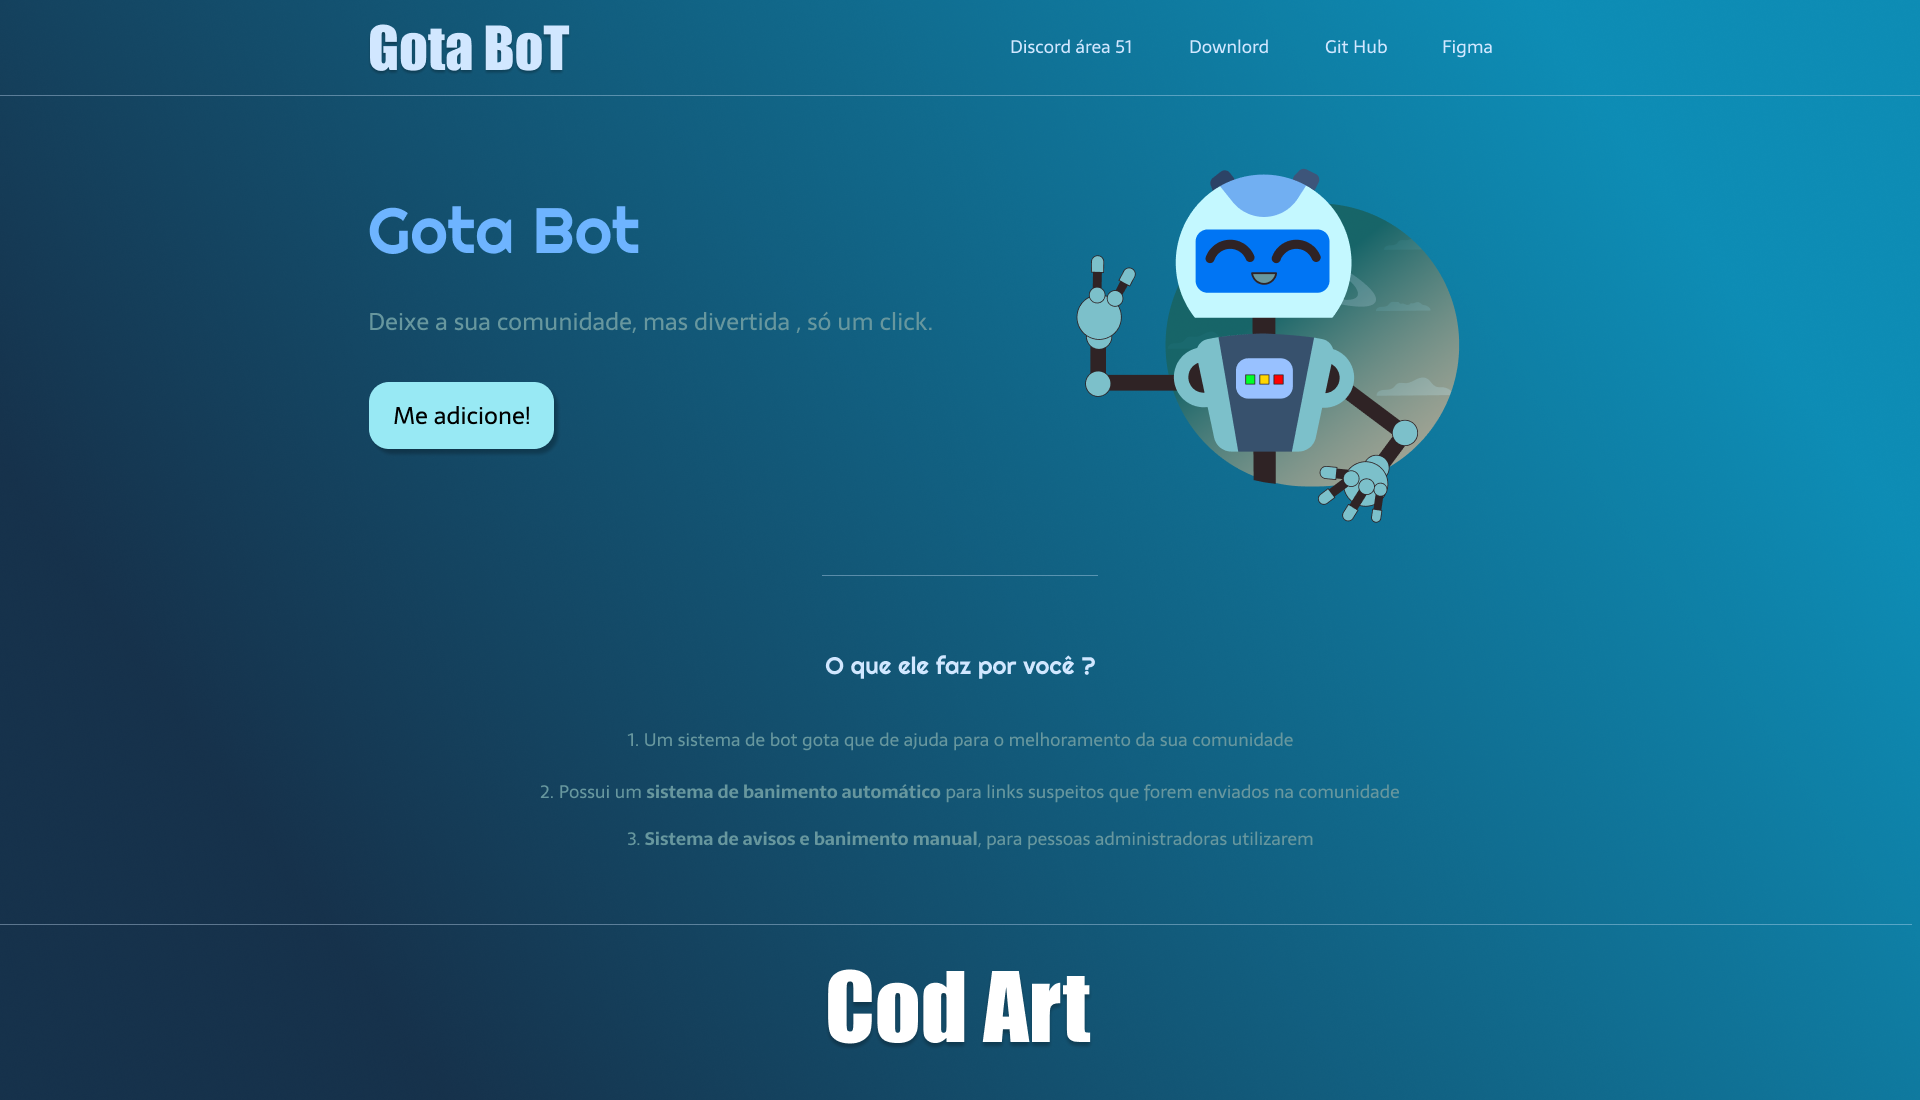 Gota BoT
Discord área 51
Downlord
Git Hub
Figma
Gota Bot
Deixe a sua comunidade, mas divertida , só um click.
Me adicione!
O que ele faz por você ?
1. Um sistema de bot gota que de ajuda para o melhoramento da sua comunidade
2. Possui um sistema de banimento automático para links suspeitos que forem enviados na comunidade
3. Sistema de avisos e banimento manual, para pessoas administradoras utilizarem
Cod Art